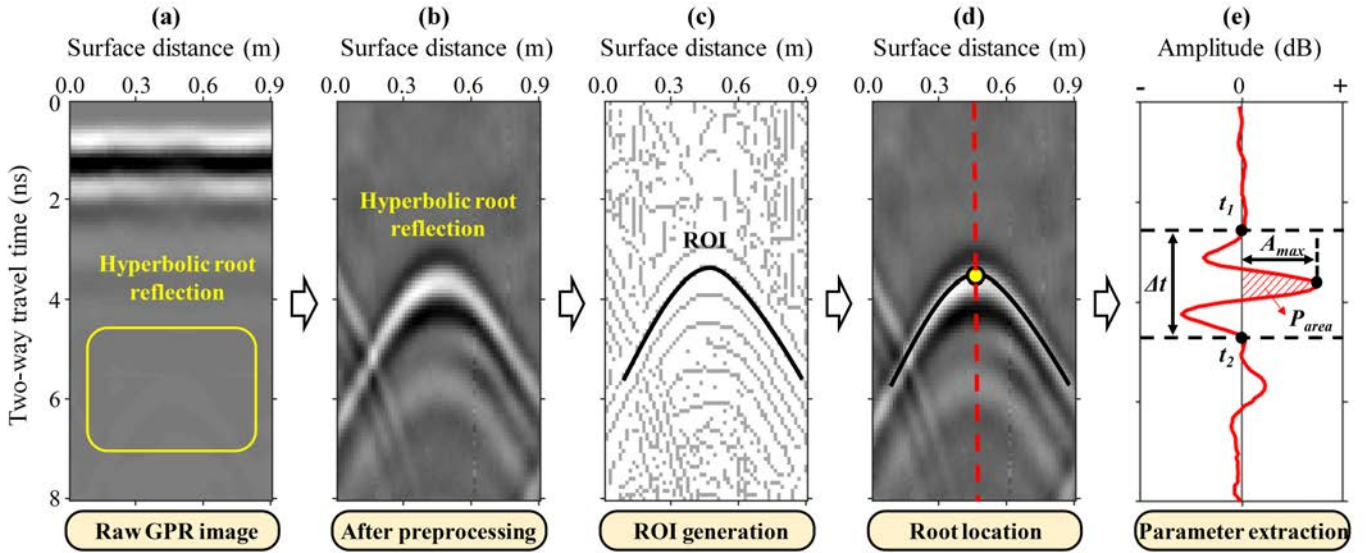 (a)
(b)
(c)
(d)
(e)
Surface distance (m)
Surface distance (m)
Surface distance (m)
Surface distance (m)
Amplitude (dB)
0.0 0.3 0.6 0.9
0.0 0.3 0.6 0.9
0.0 0.3 0.6 0.9
0.0 0.3 0.6 0.9
- 0 +
Two-way travel time (ns)
0
2
4
6
8
Hyperbolic root
reflection
Hyperbolic root
reflection
ROI
t1
Amax
Δt
Parea
t2
Raw GPR image
After preprocessing
ROI generation
Root location
Parameter extraction